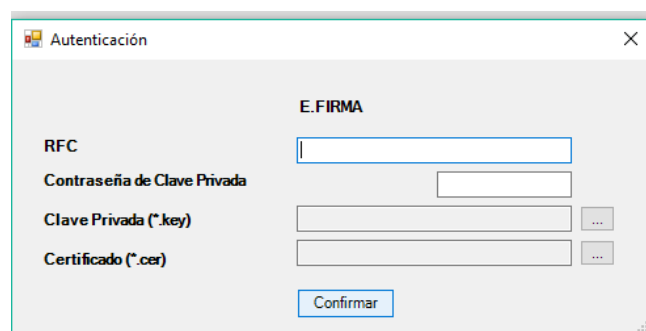 Autenticación
E.FIRMA
RFC
Contraseña de Clave Privada
Clave Privada (*.key)
...
Certificado (*.cer)
...
Confirmar